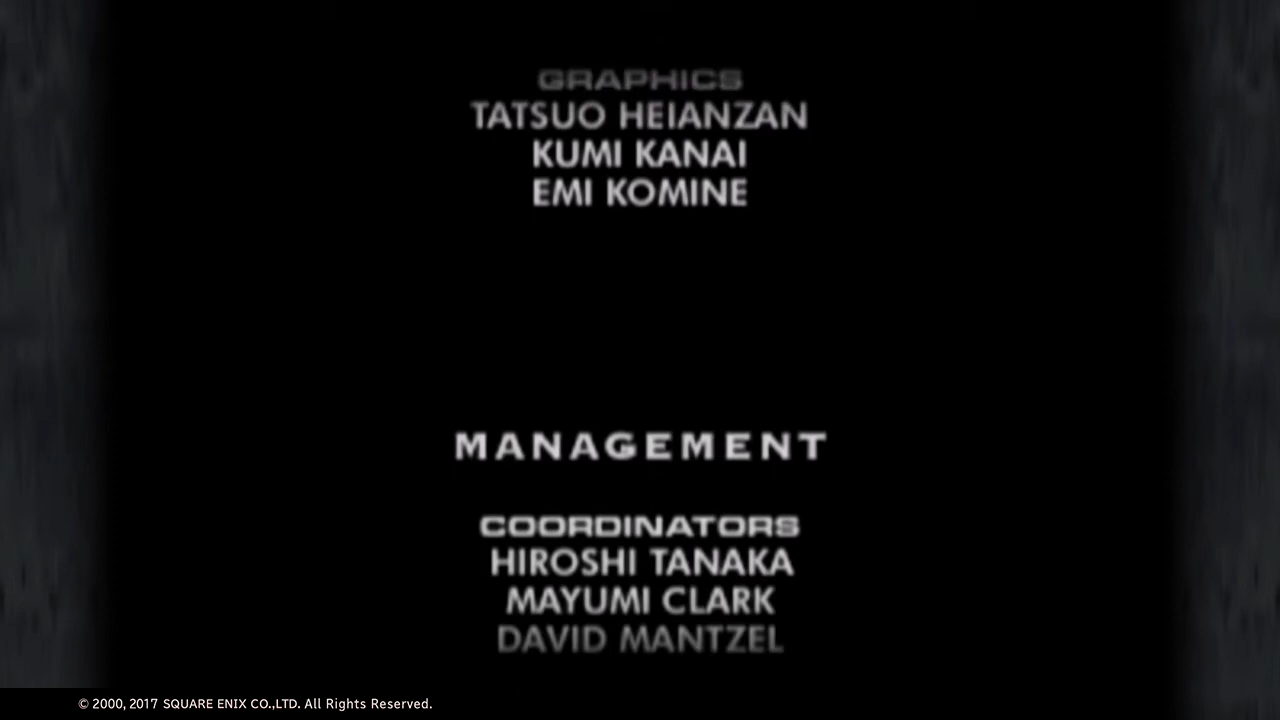 GRAPHICS
TATSUO HEIANZAN
KUMI KANAI
EMI KOMINE
MANAGEMENT
COORDINATORS
HIROSHI TANAKA
MAYUMI CLARK
DAVID MANTZEL
© 2000, 2017 SQUARE ENIX CO.,LTD. All Rights Reserved.